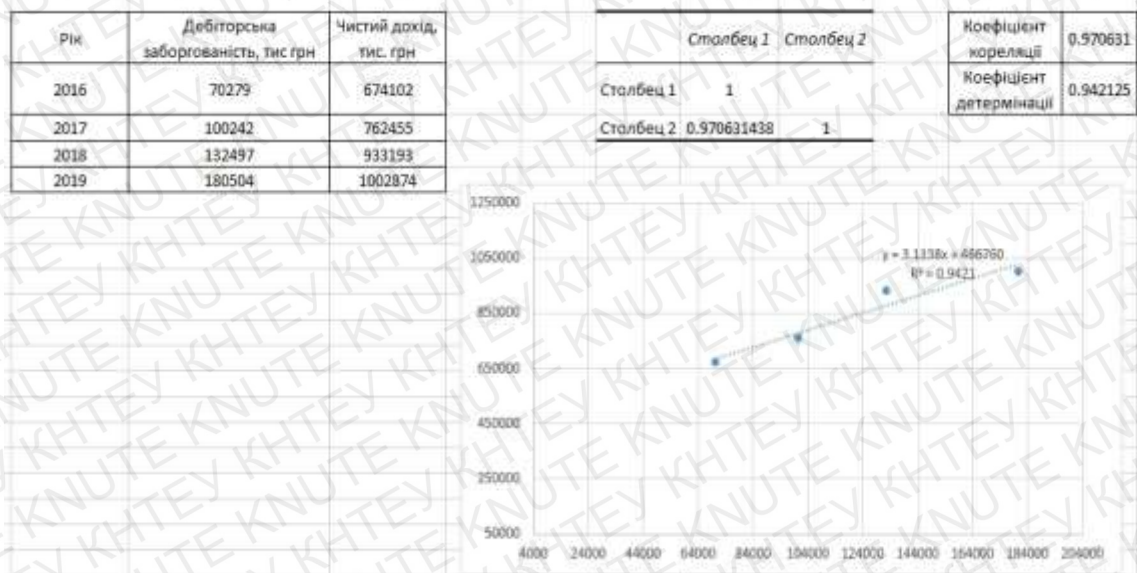 Рік Дебіторська заборгованість, тис грн Чистий дохід, тис. грн
2016 70279 674102
2017 100242 762455
2018 132497 933193
2019 180504 1002874
Столбец 1 Столбец 2
Столбец 1 1
Столбец 2 0.970631438 1
Коефіцієнт кореляції 0.970631
Коефіцієнт детермінації 0.942125
1250000
1050000
850000
650000
450000
250000
50000
y = 3.1338x + 466760
R² = 0.9421
4000 24000 44000 64000 84000 104000 124000 144000 164000 184000 204000